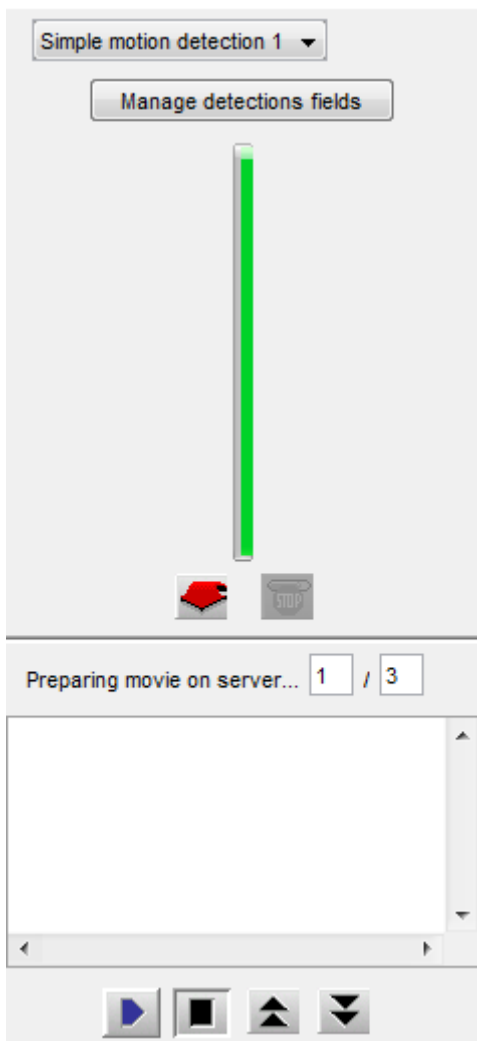 Simple motion detection 1
Manage detections fields
STOP
Preparing movie on server... 1 / 3